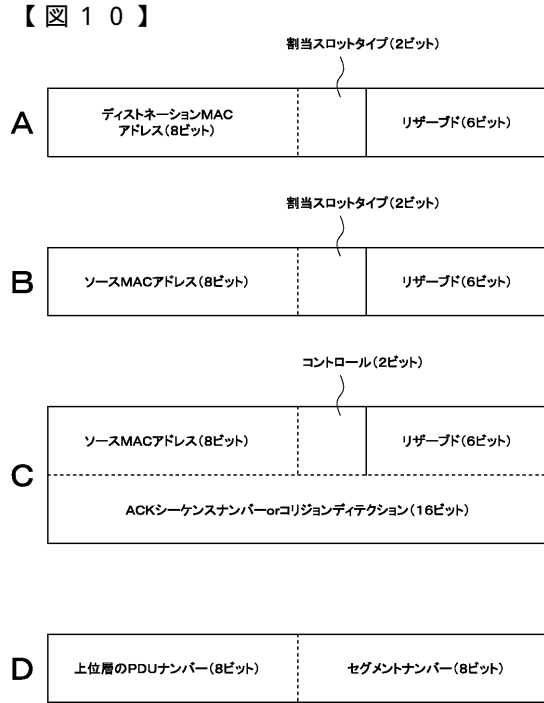 【図１０】
割当スロットタイプ(2ビット)
A
ディストネーションMAC
アドレス(8ビット)
リザーブド(6ビット)
割当スロットタイプ(2ビット)
B
ソースMACアドレス(8ビット)
リザーブド(6ビット)
コントロール(2ビット)
C
ソースMACアドレス(8ビット)
リザーブド(6ビット)
ACKシーケンスナンバーorコリジョンディテクション(16ビット)
D
上位層のPDUナンバー(8ビット)
セグメントナンバー(8ビット)